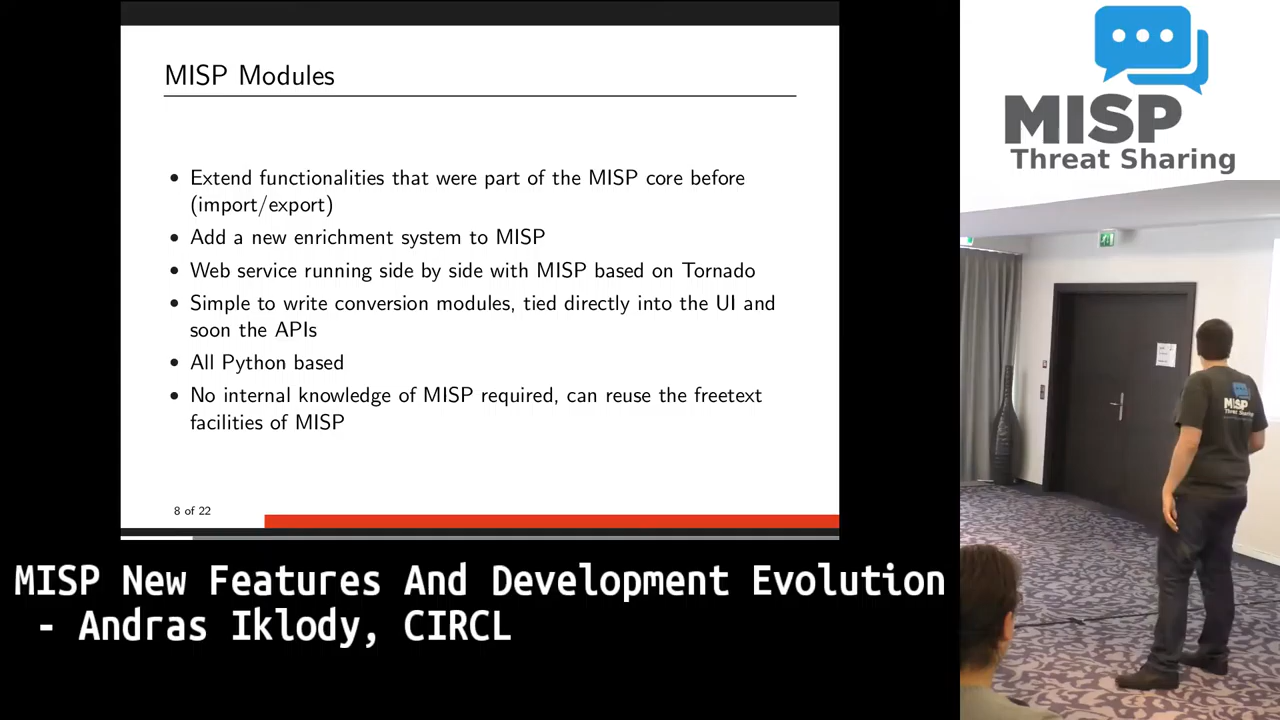 MISP Modules
• Extend functionalities that were part of the MISP core before
(import/export)
• Add a new enrichment system to MISP
• Web service running side by side with MISP based on Tornado
• Simple to write conversion modules, tied directly into the UI and
soon the APIs
• All Python based
• No internal knowledge of MISP required, can reuse the freetext
facilities of MISP
8 of 22
MISP New Features And Development Evolution
- Andras Iklody, CIRCL
MISP
Threat Sharing
MISP
Threat Sharing